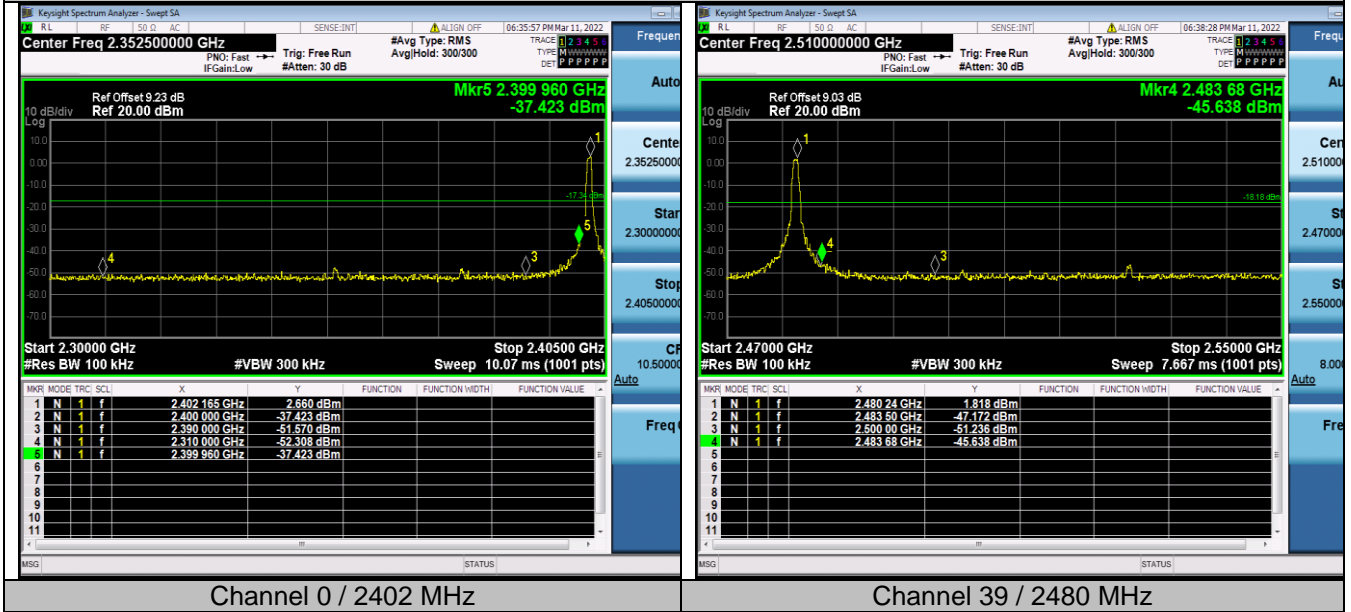 Keysight Spectrum Analyzer - Swept SA
RL RF 50 Ω AC SENSE:INT ALIGN OFF 06:35:57 PM Mar 11, 2022
Center Freq 2.352500000 GHz
PNO: Fast
IFGain:Low
Trig: Free Run
#Atten: 30 dB
#Avg Type: RMS
Avg|Hold: 300/300
TRACE 1 2 3 4 5 6
TYPE M W W W W W
DET P P P P P P
Mkr5 2.399 960 GHz
-37.423 dBm
Ref Offset 9.23 dB
10 dB/div Ref 20.00 dBm
Log
10.0
0.00
-10.0
-20.0
-30.0
-40.0
-50.0
-60.0
-70.0
1
-17.34 dBm
5
4
3
Start 2.30000 GHz Stop 2.40500 GHz
#Res BW 100 kHz #VBW 300 kHz Sweep 10.07 ms (1001 pts)
MKR MODE TRC SCL X Y FUNCTION FUNCTION WIDTH FUNCTION VALUE
1 N 1 f 2.402 165 GHz 2.660 dBm
2 N 1 f 2.400 000 GHz -37.423 dBm
3 N 1 f 2.390 000 GHz -51.570 dBm
4 N 1 f 2.310 000 GHz -52.308 dBm
5 N 1 f 2.399 960 GHz -37.423 dBm
6
7
8
9
10
11
MSG STATUS
Frequen
Auto
Cente
2.35250000
Star
2.30000000
Stop
2.40500000
CF
10.50000
Auto
Freq
Channel 0 / 2402 MHz
Keysight Spectrum Analyzer - Swept SA
RL RF 50 Ω AC SENSE:INT ALIGN OFF 06:38:28 PM Mar 11, 2022
Center Freq 2.510000000 GHz
PNO: Fast
IFGain:Low
Trig: Free Run
#Atten: 30 dB
#Avg Type: RMS
Avg|Hold: 300/300
TRACE 1 2 3 4 5 6
TYPE M W W W W W
DET P P P P P P
Mkr4 2.483 68 GHz
-45.638 dBm
Ref Offset 9.03 dB
10 dB/div Ref 20.00 dBm
Log
10.0
0.00
-10.0
-20.0
-30.0
-40.0
-50.0
-60.0
-70.0
1
-18.18 dBm
4
3
Start 2.47000 GHz Stop 2.55000 GHz
#Res BW 100 kHz #VBW 300 kHz Sweep 7.667 ms (1001 pts)
MKR MODE TRC SCL X Y FUNCTION FUNCTION WIDTH FUNCTION VALUE
1 N 1 f 2.480 24 GHz 1.818 dBm
2 N 1 f 2.483 50 GHz -47.172 dBm
3 N 1 f 2.500 00 GHz -51.236 dBm
4 N 1 f 2.483 68 GHz -45.638 dBm
5
6
7
8
9
10
11
MSG STATUS
Frequ
Au
Cen
2.51000
St
2.47000
St
2.55000
8.000
Auto
Fre
Channel 39 / 2480 MHz